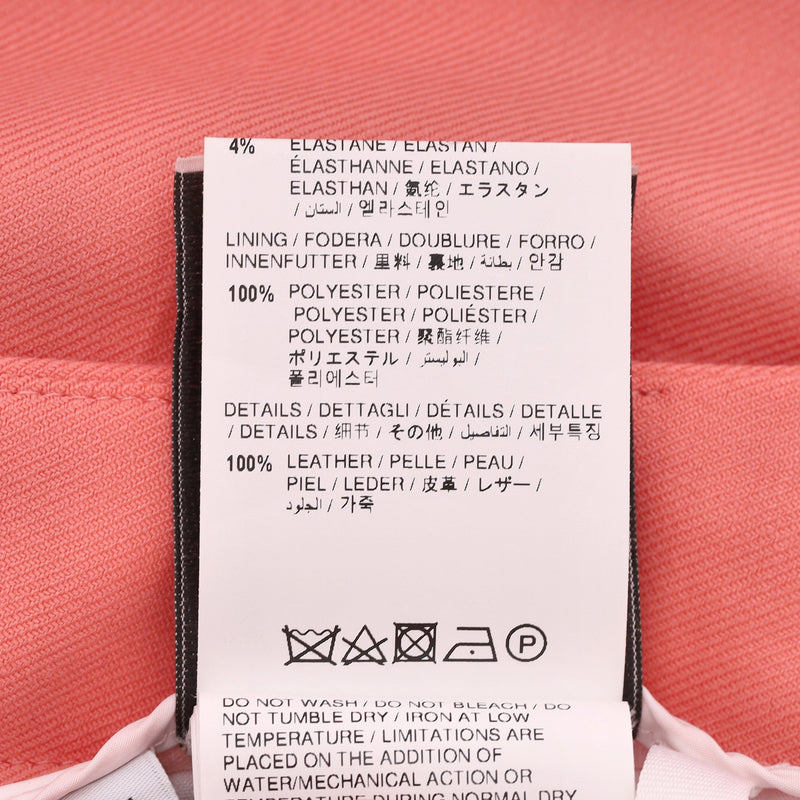 4% ELASTANE / ELASTAN /
ÉLASTHANNE / ELASTANO /
ELASTHAN / 氨纶 / エラスタン
/ الستان / 엘라스테인
LINING / FODERA / DOUBLURE / FORRO /
INNENFUTTER / 里料 / 裏地 / بطانة / 안감
100% POLYESTER / POLIESTERE /
POLYESTER / POLIÉSTER /
POLYESTER / 聚酯纤维 /
ポリエステル / البوليستر /
폴리에스터
DETAILS / DETTAGLI / DÉTAILS / DETALLE
/ DETAILS / 细节 / その他 / التفاصيل / 세부특징
100% LEATHER / PELLE / PEAU /
PIEL / LEDER / 皮革 / レザー /
الجلود / 가죽
P
DO NOT WASH / DO NOT BLEACH / DO
NOT TUMBLE DRY / IRON AT LOW
TEMPERATURE / LIMITATIONS ARE
PLACED ON THE ADDITION OF
WATER/MECHANICAL ACTION OR
TEMPERATURE DURING NORMAL DRY